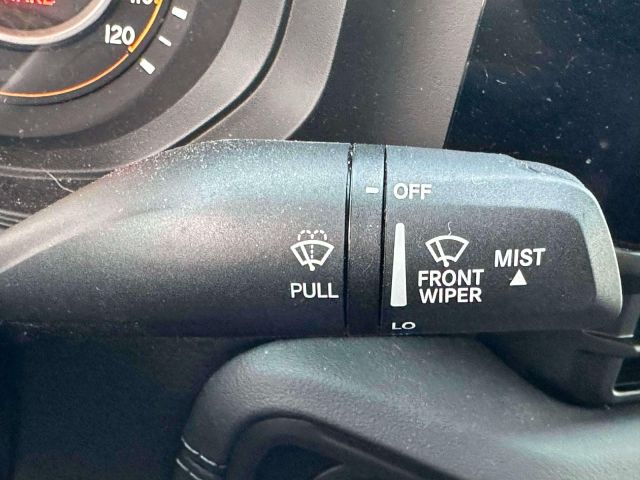 120
OFF
PULL
FRONT
WIPER
MIST
LO